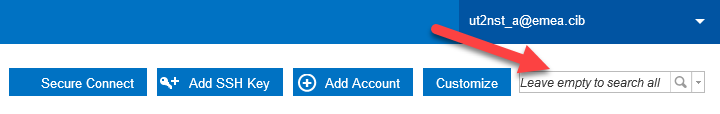 ut2nst_a@emea.cib
Secure Connect Add SSH Key Add Account Customize Leave empty to search all